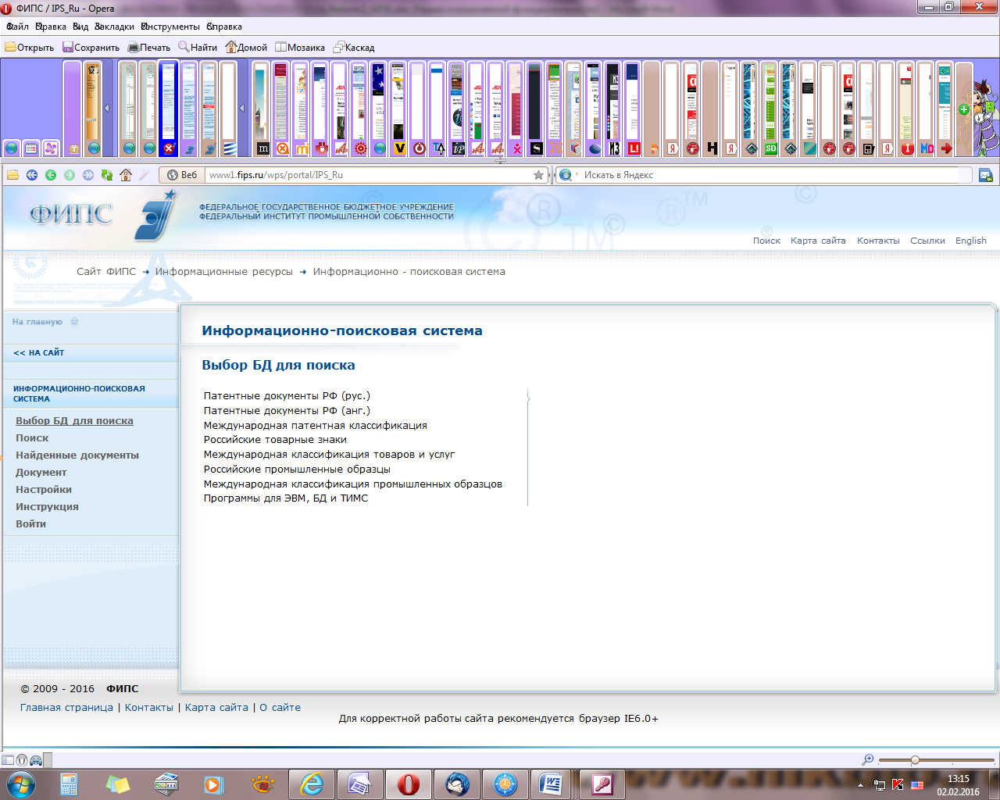 ФИПС / IPS_Ru - Opera
Файл Правка Вид Закладки Инструменты Справка
Открыть Сохранить Печать Найти Домой Мозаика Каскад
Веб www1.fips.ru/wps/portal/IPS_Ru Искать в Яндекс
ФИПС
ФЕДЕРАЛЬНОЕ ГОСУДАРСТВЕННОЕ БЮДЖЕТНОЕ УЧРЕЖДЕНИЕ
ФЕДЕРАЛЬНЫЙ ИНСТИТУТ ПРОМЫШЛЕННОЙ СОБСТВЕННОСТИ
Поиск Карта сайта Контакты Ссылки English
Сайт ФИПС → Информационные ресурсы → Информационно - поисковая система
На главную
<< НА САЙТ
ИНФОРМАЦИОННО-ПОИСКОВАЯ
СИСТЕМА
Выбор БД для поиска
Поиск
Найденные документы
Документ
Настройки
Инструкция
Войти
Информационно-поисковая система
Выбор БД для поиска
Патентные документы РФ (рус.)
Патентные документы РФ (анг.)
Международная патентная классификация
Российские товарные знаки
Международная классификация товаров и услуг
Российские промышленные образцы
Международная классификация промышленных образцов
Программы для ЭВМ, БД и ТИМС
© 2009 - 2016 ФИПС
Главная страница | Контакты | Карта сайта | О сайте
Для корректной работы сайта рекомендуется браузер IE6.0+
13:15
02.02.2016